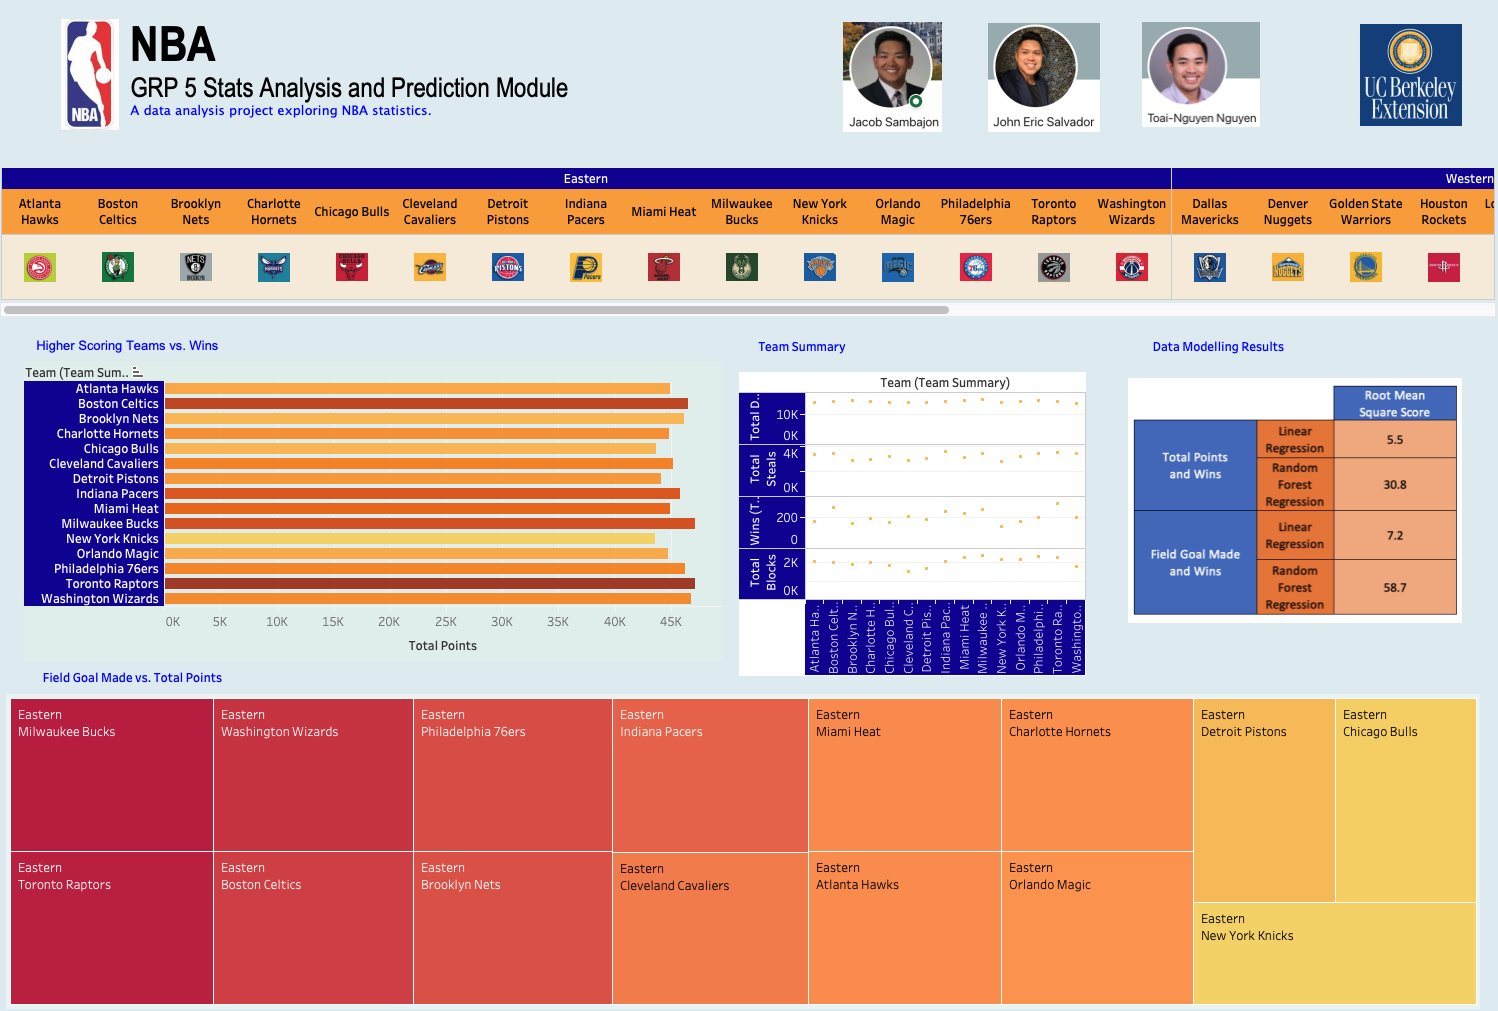 NBA
NBA
GRP 5 Stats Analysis and Prediction Module
A data analysis project exploring NBA statistics.
Jacob Sambajon
John Eric Salvador
Toai-Nguyen Nguyen
UC Berkeley
Extension
Eastern
Western
Atlanta Hawks
Boston Celtics
Brooklyn Nets
Charlotte Hornets
Chicago Bulls
Cleveland Cavaliers
Detroit Pistons
Indiana Pacers
Miami Heat
Milwaukee Bucks
New York Knicks
Orlando Magic
Philadelphia 76ers
Toronto Raptors
Washington Wizards
Dallas Mavericks
Denver Nuggets
Golden State Warriors
Houston Rockets
Lo
NETS
PISTONS
Pacers
NUGGETS
Higher Scoring Teams vs. Wins
Team (Team Sum..
Atlanta Hawks
Boston Celtics
Brooklyn Nets
Charlotte Hornets
Chicago Bulls
Cleveland Cavaliers
Detroit Pistons
Indiana Pacers
Miami Heat
Milwaukee Bucks
New York Knicks
Orlando Magic
Philadelphia 76ers
Toronto Raptors
Washington Wizards
0K 5K 10K 15K 20K 25K 30K 35K 40K 45K
Total Points
Team Summary
Team (Team Summary)
Total D..
10K
0K
Total Steals
4K
0K
Wins (T..
200
0
Total Blocks
2K
0K
Atlanta Ha..
Boston Celt..
Brooklyn N..
Charlotte H..
Chicago Bul..
Cleveland C..
Detroit Pis..
Indiana Pac..
Miami Heat
Milwaukee ..
New York K..
Orlando M..
Philadelphi..
Toronto Ra..
Washingto..
Data Modelling Results
Root Mean
Square Score
Total Points
and Wins
Linear
Regression
5.5
Random
Forest
Regression
30.8
Field Goal Made
and Wins
Linear
Regression
7.2
Random
Forest
Regression
58.7
Field Goal Made vs. Total Points
Eastern
Milwaukee Bucks
Eastern
Washington Wizards
Eastern
Philadelphia 76ers
Eastern
Indiana Pacers
Eastern
Miami Heat
Eastern
Charlotte Hornets
Eastern
Detroit Pistons
Eastern
Chicago Bulls
Eastern
Toronto Raptors
Eastern
Boston Celtics
Eastern
Brooklyn Nets
Eastern
Cleveland Cavaliers
Eastern
Atlanta Hawks
Eastern
Orlando Magic
Eastern
New York Knicks